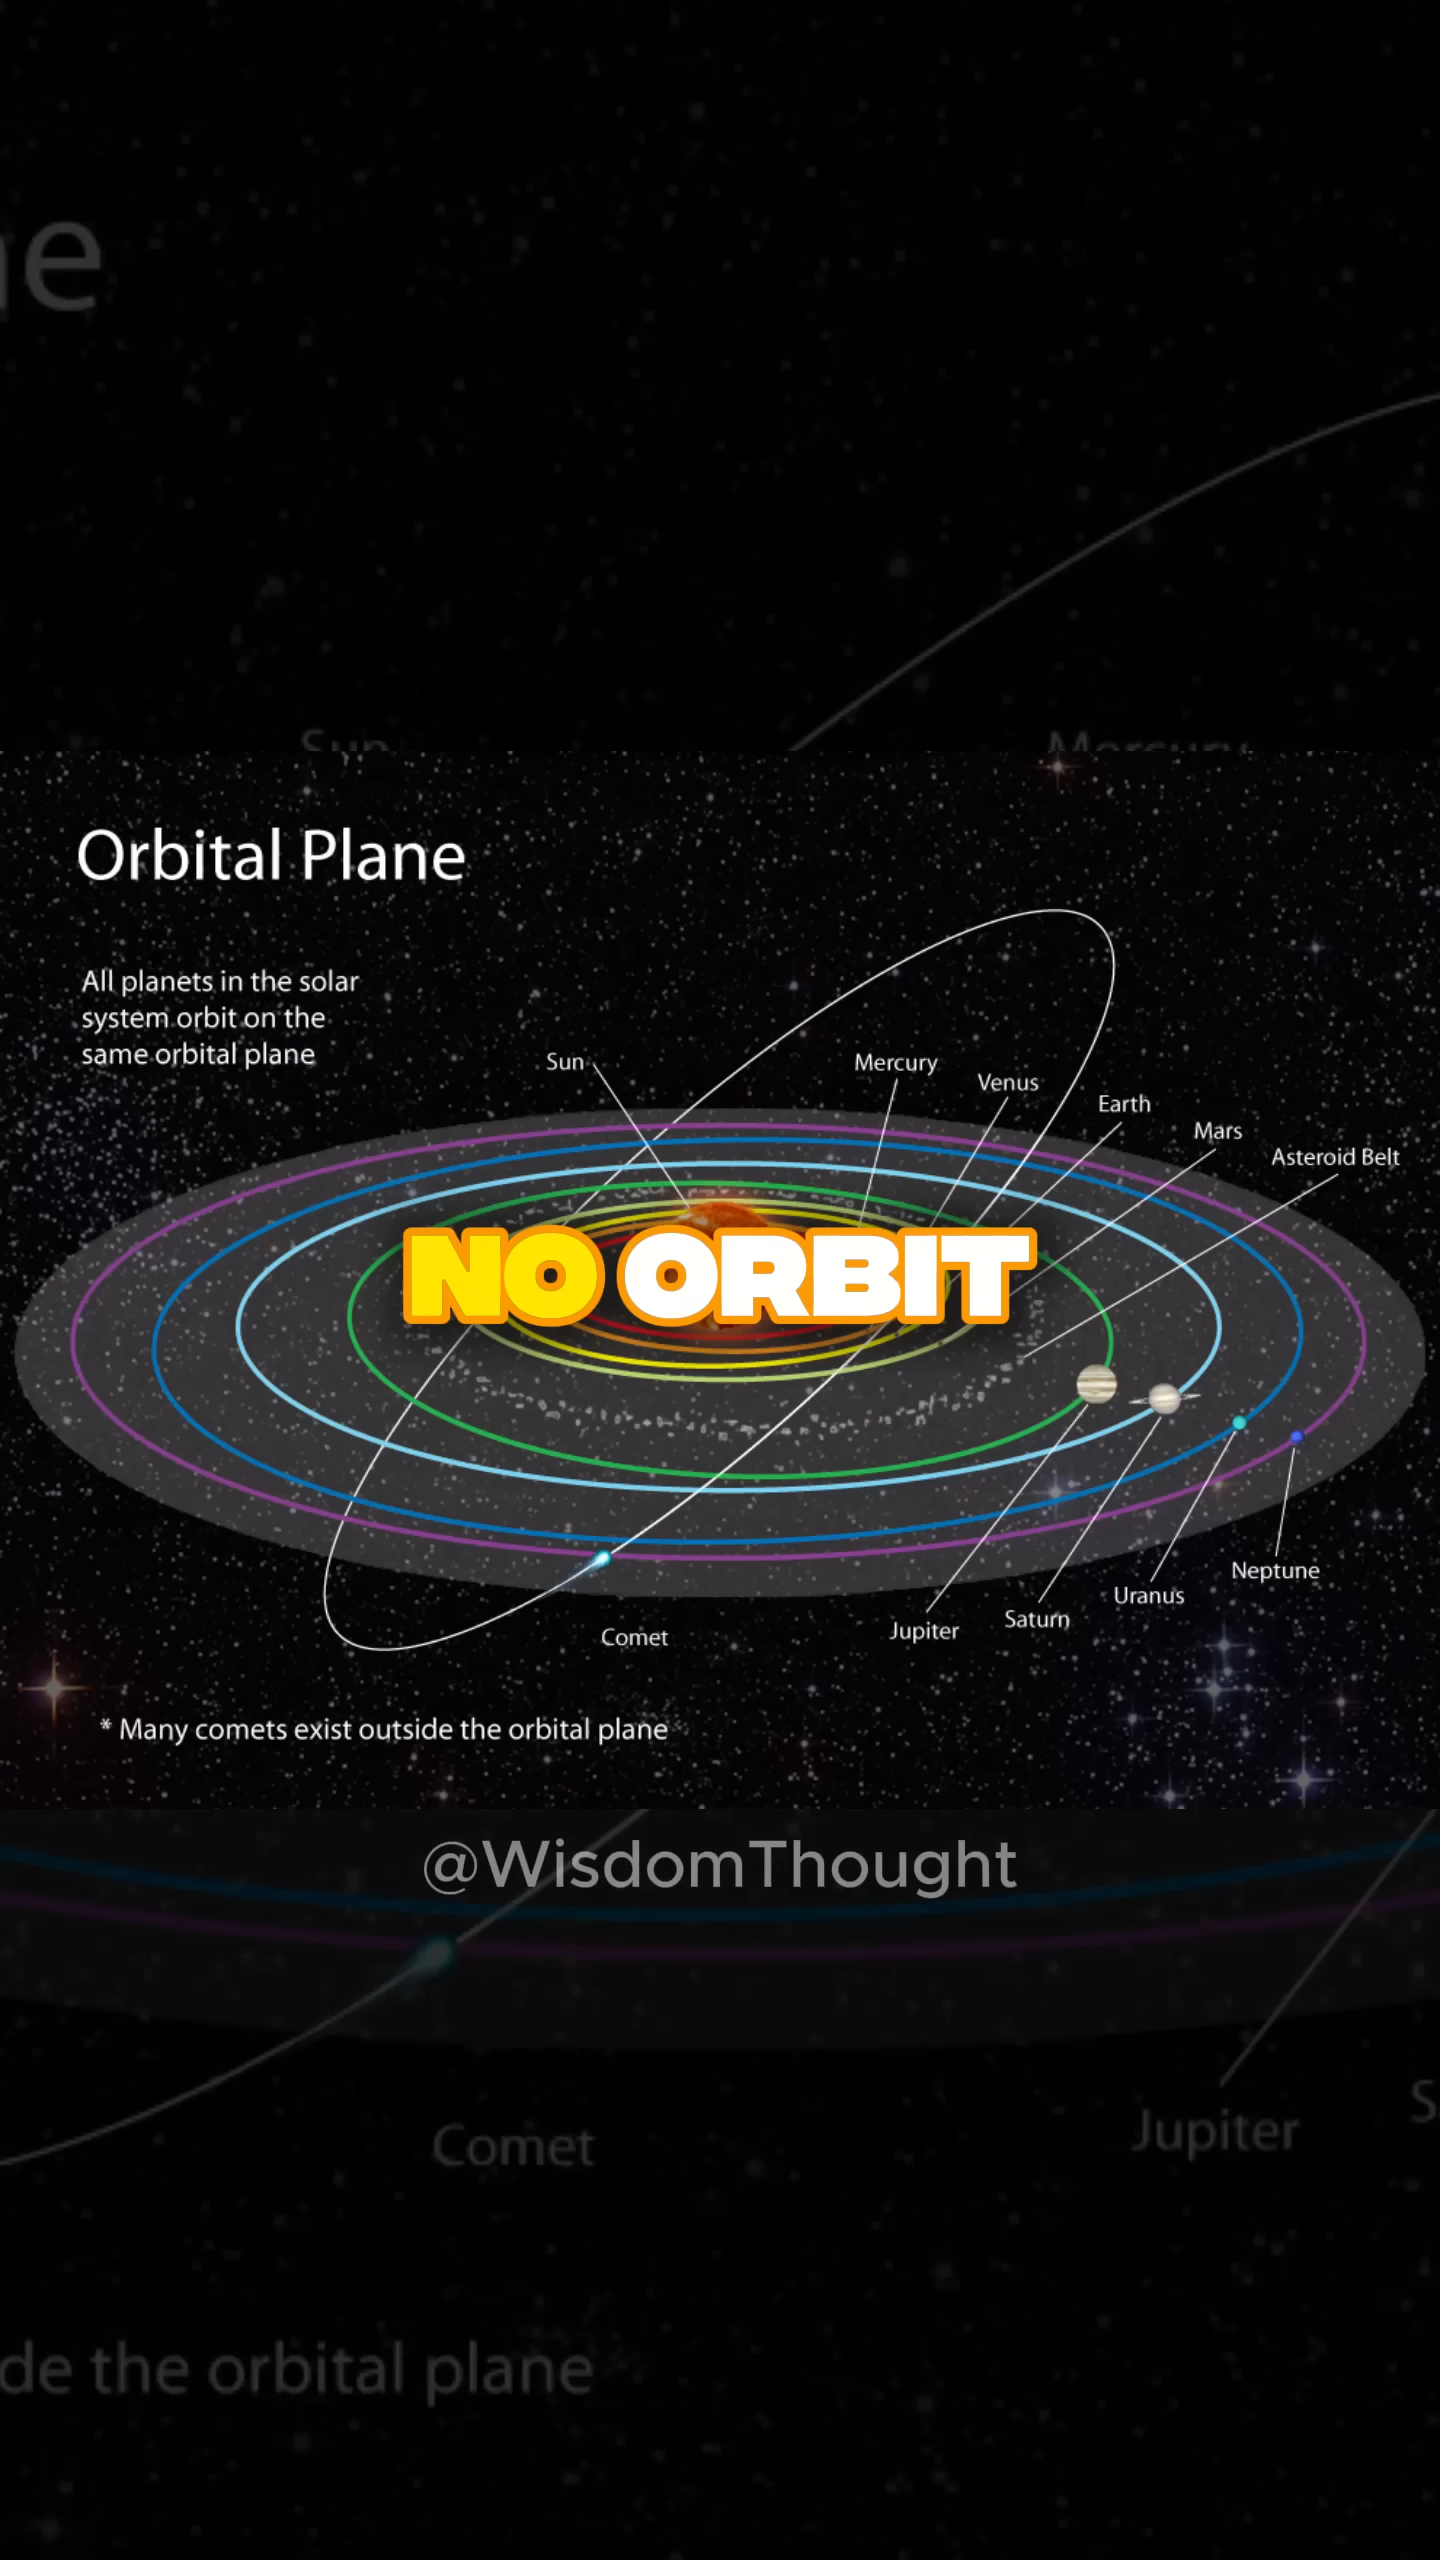 Orbital Plane
All planets in the solar
system orbit on the
same orbital plane
Sun
Mercury
Venus
Earth
Mars
Asteroid Belt
NO ORBIT
Neptune
Uranus
Saturn
Jupiter
Comet
* Many comets exist outside the orbital plane
@WisdomThought
Jupiter
Comet
the orbital plane